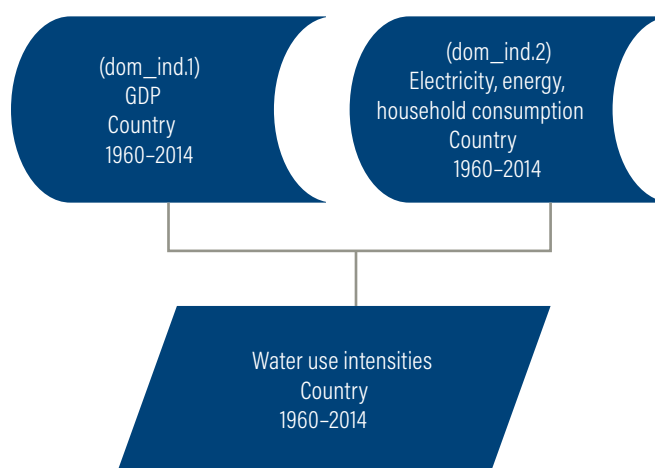 (dom_ind.1)
GDP
Country
1960–2014
(dom_ind.2)
Electricity, energy,
household consumption
Country
1960–2014
Water use intensities
Country
1960–2014